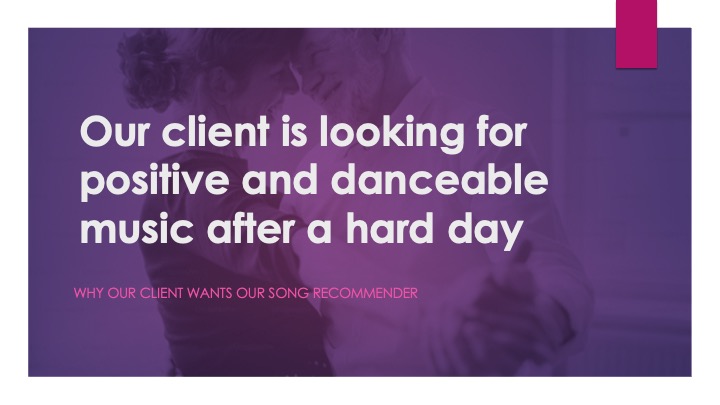 Our client is looking for
positive and danceable
music after a hard day
WHY OUR CLIENT WANTS OUR SONG RECOMMENDER